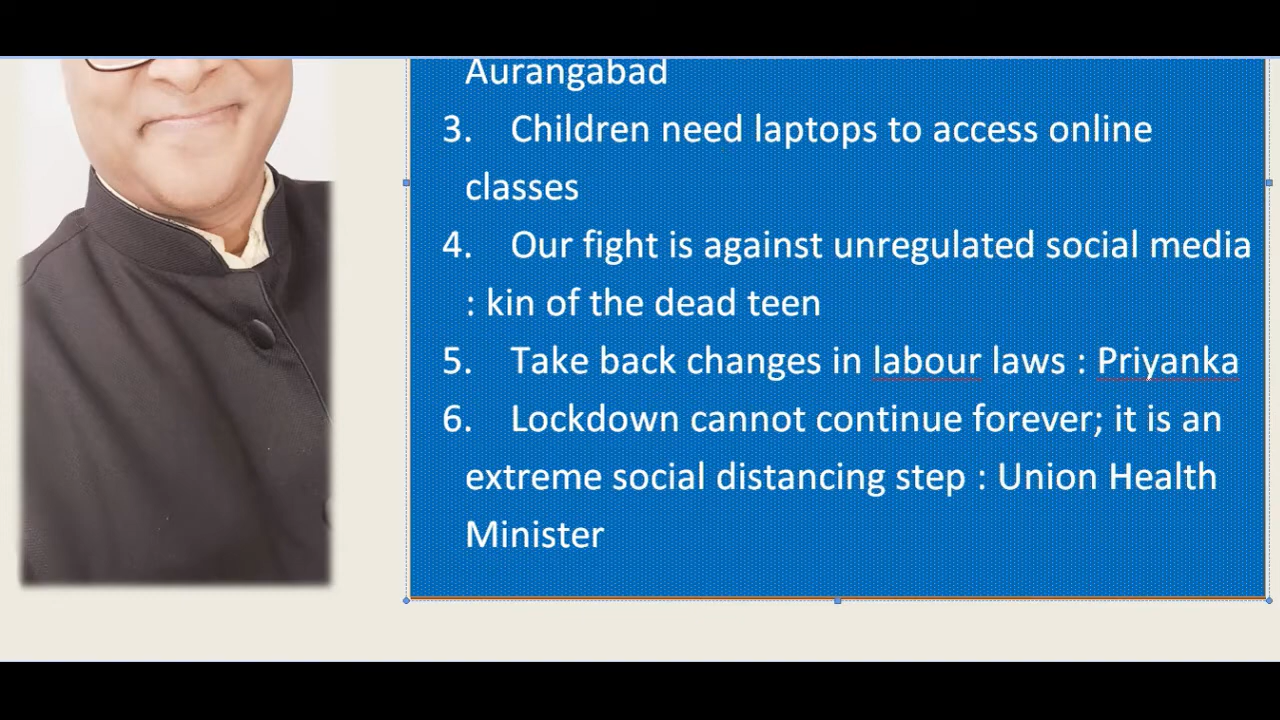 Aurangabad
3. Children need laptops to access online
classes
4. Our fight is against unregulated social media
: kin of the dead teen
5. Take back changes in labour laws : Priyanka
6. Lockdown cannot continue forever; it is an
extreme social distancing step : Union Health
Minister